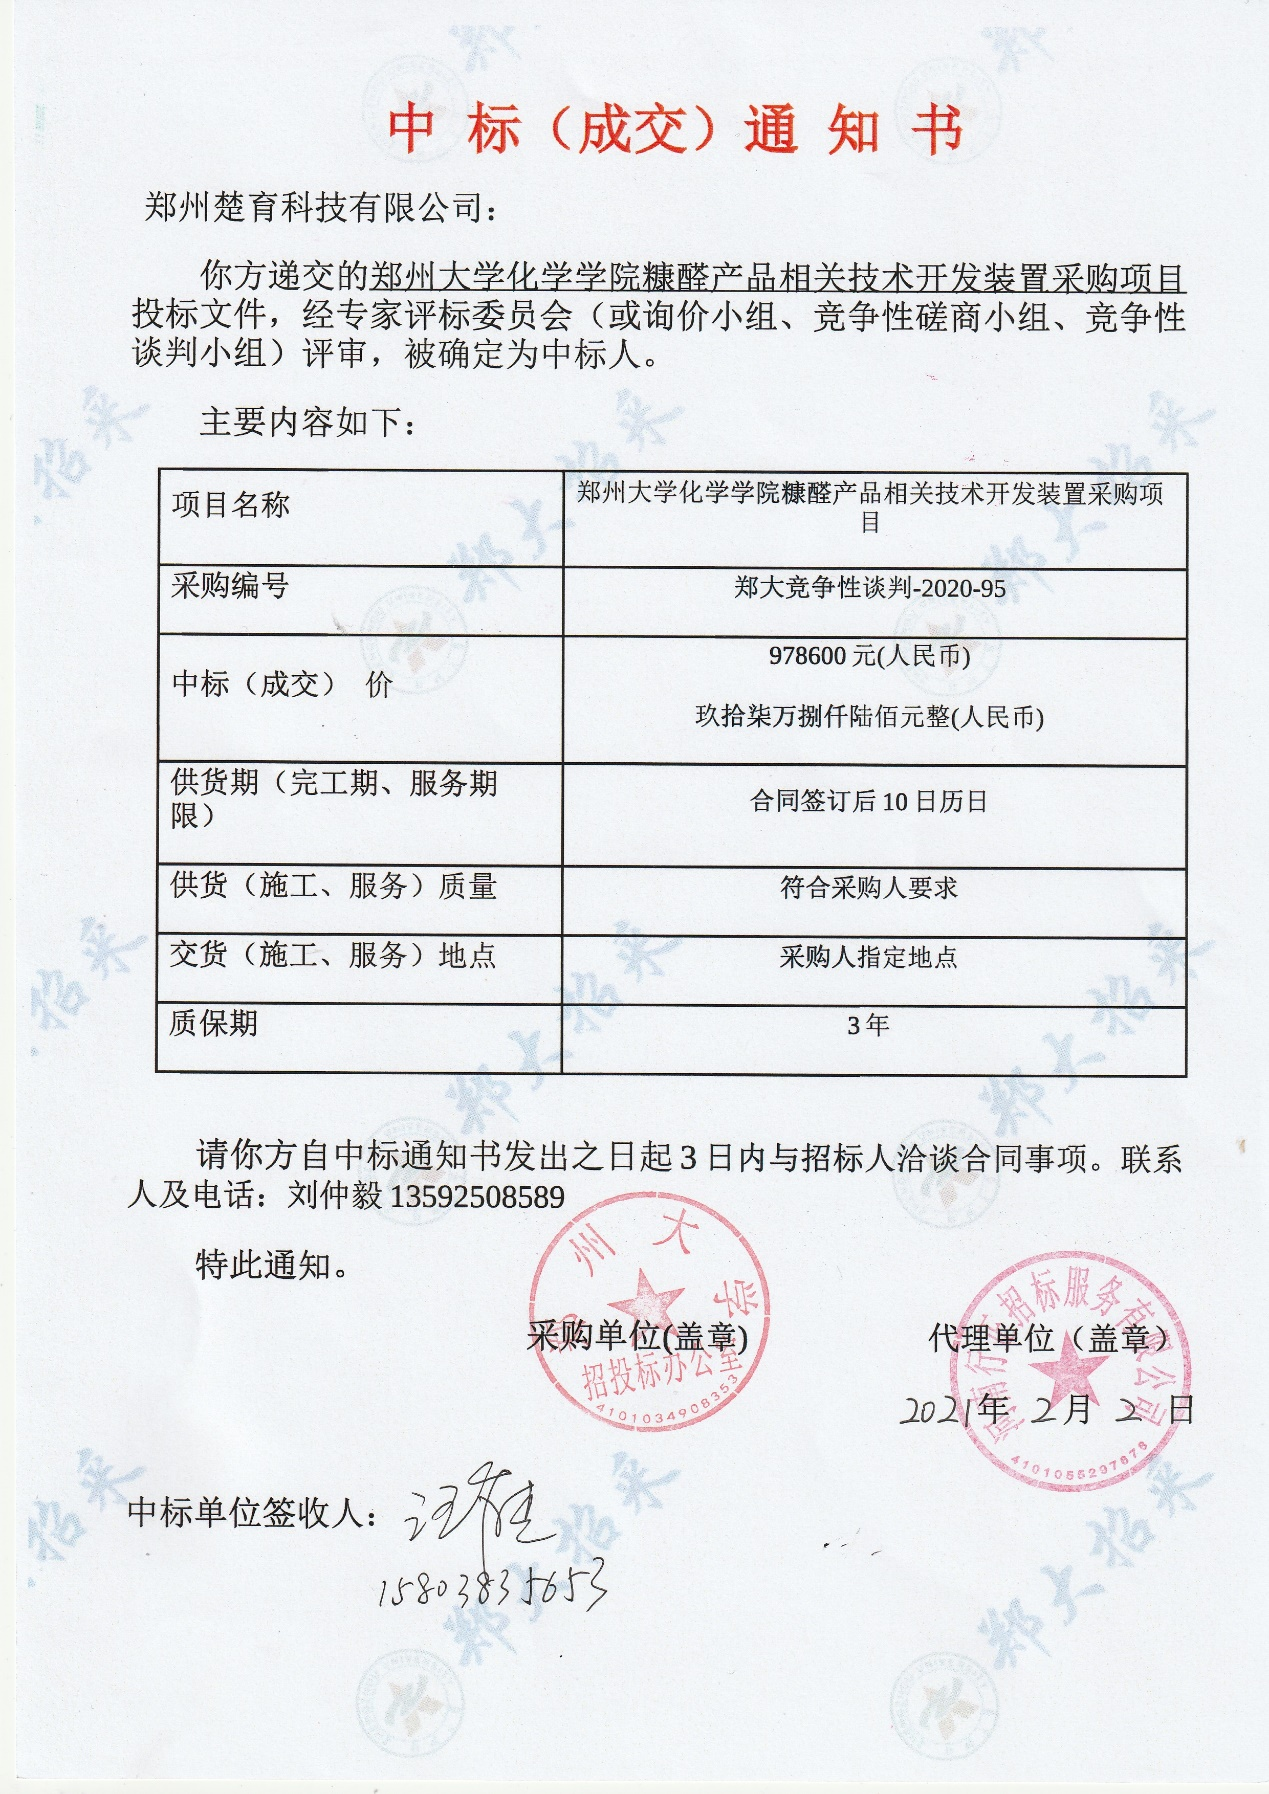 中 标（成交）通 知 书
郑州楚育科技有限公司：
你方递交的郑州大学化学学院糠醛产品相关技术开发装置采购项目
投标文件，经专家评标委员会（或询价小组、竞争性磋商小组、竞争性
谈判小组）评审，被确定为中标人。
主要内容如下：
项目名称
郑州大学化学学院糠醛产品相关技术开发装置采购项
目
采购编号
郑大竞争性谈判-2020-95
中标（成交） 价
978600 元(人民币)
玖拾柒万捌仟陆佰元整(人民币)
供货期（完工期、服务期
限）
合同签订后 10 日历日
供货（施工、服务）质量
符合采购人要求
交货（施工、服务）地点
采购人指定地点
质保期
3 年
请你方自中标通知书发出之日起 3 日内与招标人洽谈合同事项。联系
人及电话：刘仲毅 13592508589
特此通知。
郑州大学
采购单位(盖章)
招投标办公室
4101034908353
代理单位（盖章）
2021年 2月 2 日
4101055297878
中标单位签收人：
15803835653
郑大招采